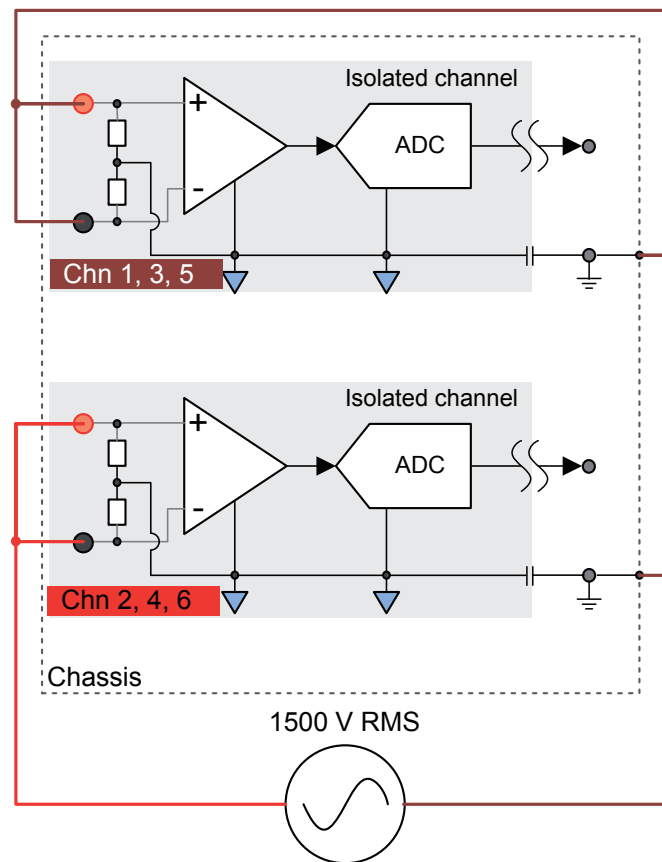 Isolated channel
+
ADC
-
Chn 1, 3, 5
Isolated channel
+
ADC
-
Chn 2, 4, 6
Chassis
1500 V RMS